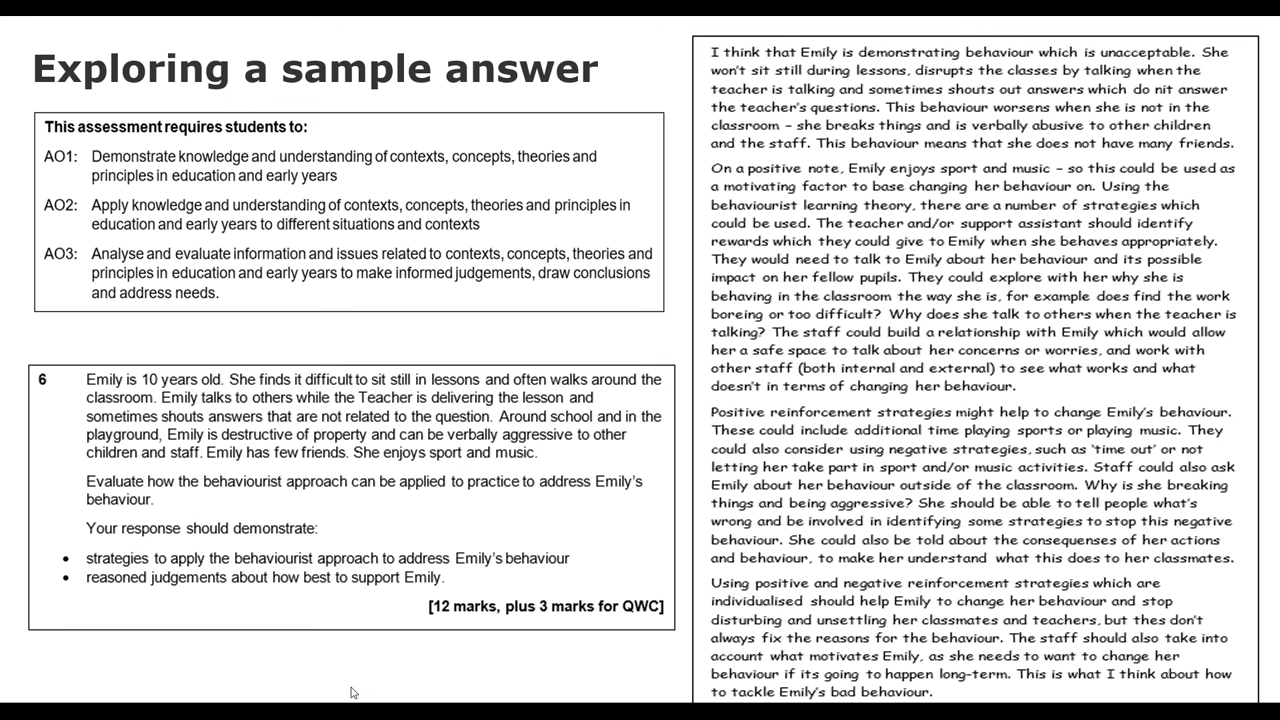 Exploring a sample answer
This assessment requires students to:
AO1: Demonstrate knowledge and understanding of contexts, concepts, theories and
principles in education and early years
AO2: Apply knowledge and understanding of contexts, concepts, theories and principles in
education and early years to different situations and contexts
AO3: Analyse and evaluate information and issues related to contexts, concepts, theories and
principles in education and early years to make informed judgements, draw conclusions
and address needs.
6 Emily is 10 years old. She finds it difficult to sit still in lessons and often walks around the
classroom. Emily talks to others while the Teacher is delivering the lesson and
sometimes shouts answers that are not related to the question. Around school and in the
playground, Emily is destructive of property and can be verbally aggressive to other
children and staff. Emily has few friends. She enjoys sport and music.
Evaluate how the behaviourist approach can be applied to practice to address Emily's
behaviour.
Your response should demonstrate:
• strategies to apply the behaviourist approach to address Emily's behaviour
• reasoned judgements about how best to support Emily.
[12 marks, plus 3 marks for QWC]
I think that Emily is demonstrating behaviour which is unacceptable. She
won't sit still during lessons, disrupts the classes by talking when the
teacher is talking and sometimes shouts out answers which do nit answer
the teacher's questions. This behaviour worsens when she is not in the
classroom – she breaks things and is verbally abusive to other children
and the staff. This behaviour means that she does not have many friends.
On a positive note, Emily enjoys sport and music – so this could be used as
a motivating factor to base changing her behaviour on. Using the
behaviourist learning theory, there are a number of strategies which
could be used. The teacher and/or support assistant should identify
rewards which they could give to Emily when she behaves appropriately.
They would need to talk to Emily about her behaviour and its possible
impact on her fellow pupils. They could explore with her why she is
behaving in the classroom the way she is, for example does find the work
boreing or too difficult? Why does she talk to others when the teacher is
talking? The staff could build a relationship with Emily which would allow
her a safe space to talk about her concerns or worries, and work with
other staff (both internal and external) to see what works and what
doesn't in terms of changing her behaviour.
Positive reinforcement strategies might help to change Emily's behaviour.
These could include additional time playing sports or playing music. They
could also consider using negative strategies, such as 'time out' or not
letting her take part in sport and/or music activities. Staff could also ask
Emily about her behaviour outside of the classroom. Why is she breaking
things and being aggressive? She should be able to tell people what's
wrong and be involved in identifying some strategies to stop this negative
behaviour. She could also be told about the consequences of her actions
and behaviour, to make her understand what this does to her classmates.
Using positive and negative reinforcement strategies which are
individualised should help Emily to change her behaviour and stop
disturbing and unsettling her classmates and teachers, but thes don't
always fix the reasons for the behaviour. The staff should also take into
account what motivates Emily, as she needs to want to change her
behaviour if its going to happen long-term. This is what I think about how
to tackle Emily's bad behaviour.